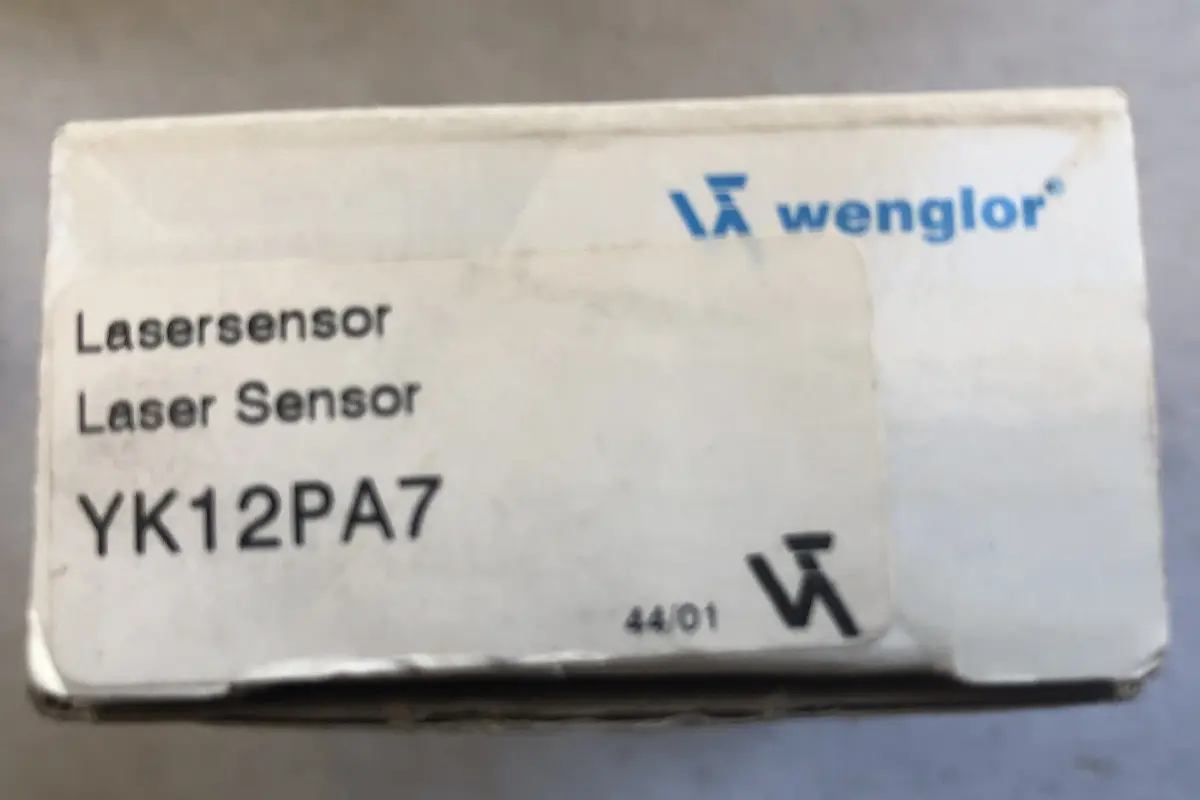 wenglor®
Lasersensor
Laser Sensor
YK12PA7
44/01